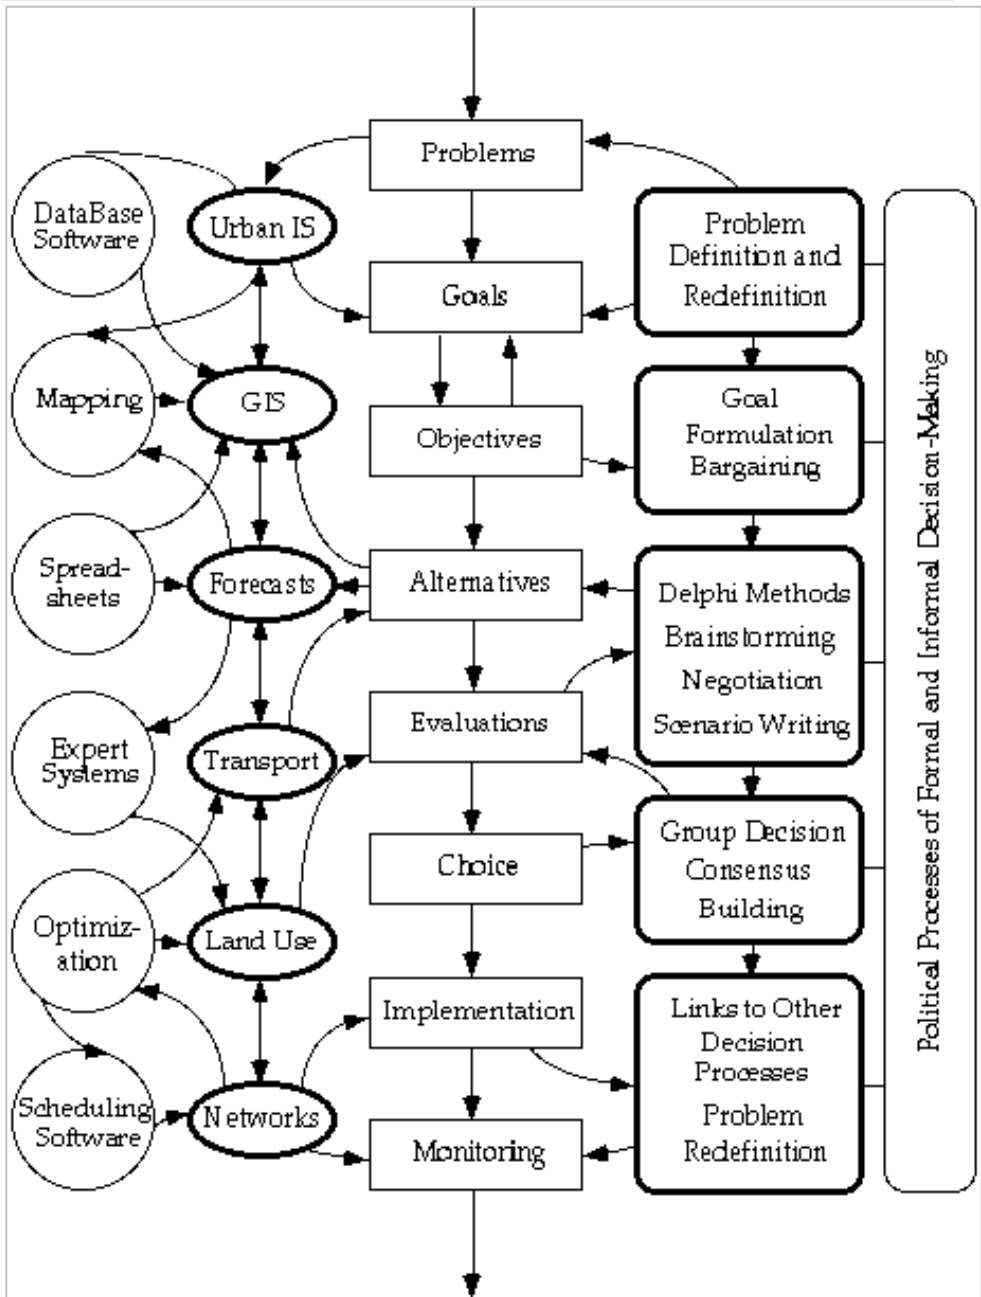 Problems
DataBase
Software
Urban IS
Problem
Definition and
Redefinition
Goals
Mapping
GIS
Objectives
Goal
Formulation
Bargaining
Spread-
sheets
Forecasts
Alternatives
Delphi Methods
Brainstorming
Negotiation
Scenario Writing
Expert
Systems
Transport
Evaluations
Choice
Group Decision
Consensus
Building
Optimiz-
ation
Land Use
Implementation
Links to Other
Decision
Processes
Problem
Redefinition
Scheduling
Software
Networks
Monitoring
Political Processes of Formal and Informal Decision-Making